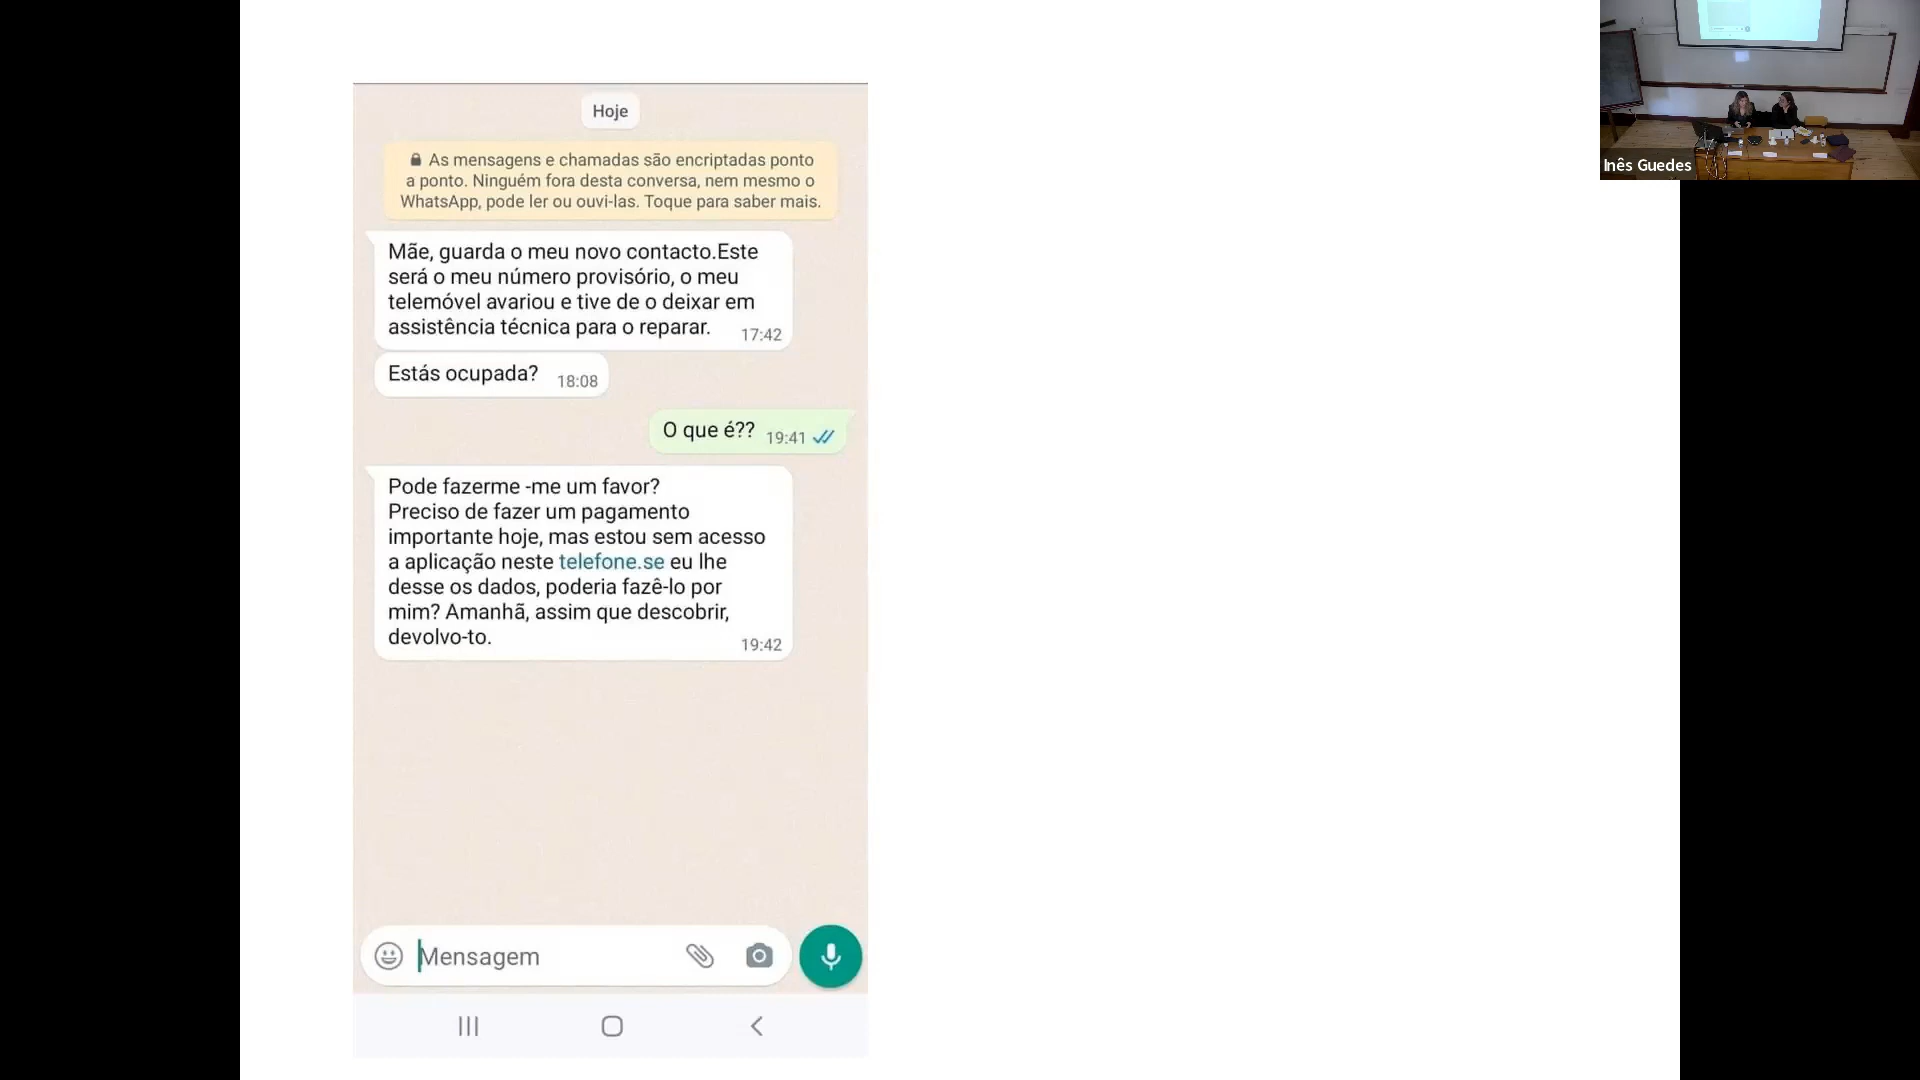 Hoje
As mensagens e chamadas são encriptadas ponto
a ponto. Ninguém fora desta conversa, nem mesmo o
WhatsApp, pode ler ou ouvi-las. Toque para saber mais.
Mãe, guarda o meu novo contacto.Este
será o meu número provisório, o meu
telemóvel avariou e tive de o deixar em
assistência técnica para o reparar. 17:42
Estás ocupada? 18:08
O que é?? 19:41
Pode fazerme -me um favor?
Preciso de fazer um pagamento
importante hoje, mas estou sem acesso
a aplicação neste telefone.se eu lhe
desse os dados, poderia fazê-lo por
mim? Amanhã, assim que descobrir,
devolvo-to. 19:42
Mensagem
Inês Guedes